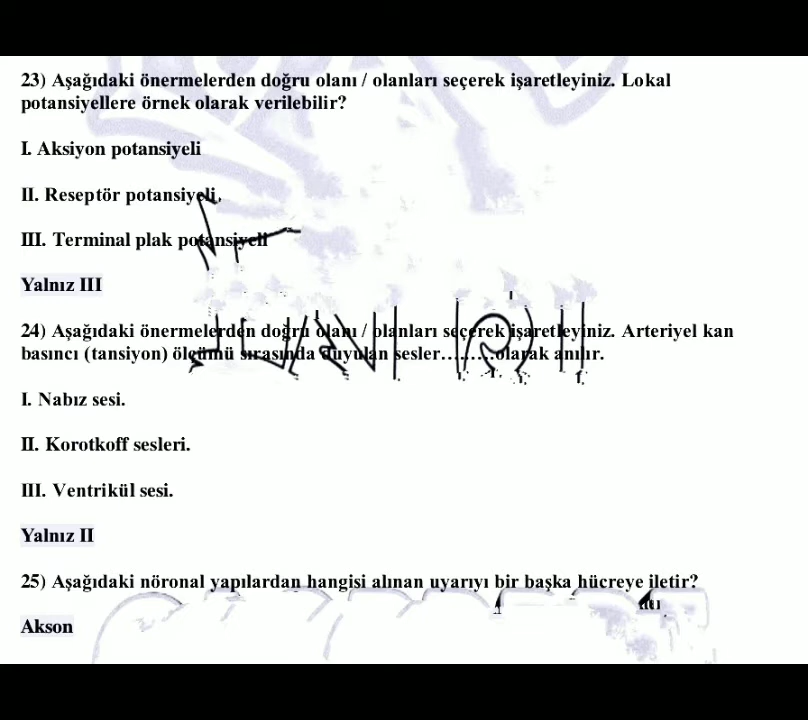 23) Aşağıdaki önermelerden doğru olanı / olanları seçerek işaretleyiniz. Lokal
potansiyellere örnek olarak verilebilir?
I. Aksiyon potansiyeli
II. Reseptör potansiyeli.
III. Terminal plak potansiyeli
Yalnız III
24) Aşağıdaki önermelerden doğru olanı / olanları seçerek işaretleyiniz. Arteriyel kan
basıncı (tansiyon) ölçümü sırasında duyulan sesler………olarak anılır.
I. Nabız sesi.
II. Korotkoff sesleri.
III. Ventrikül sesi.
Yalnız II
25) Aşağıdaki nöronal yapılardan hangisi alınan uyarıyı bir başka hücreye iletir?
Akson